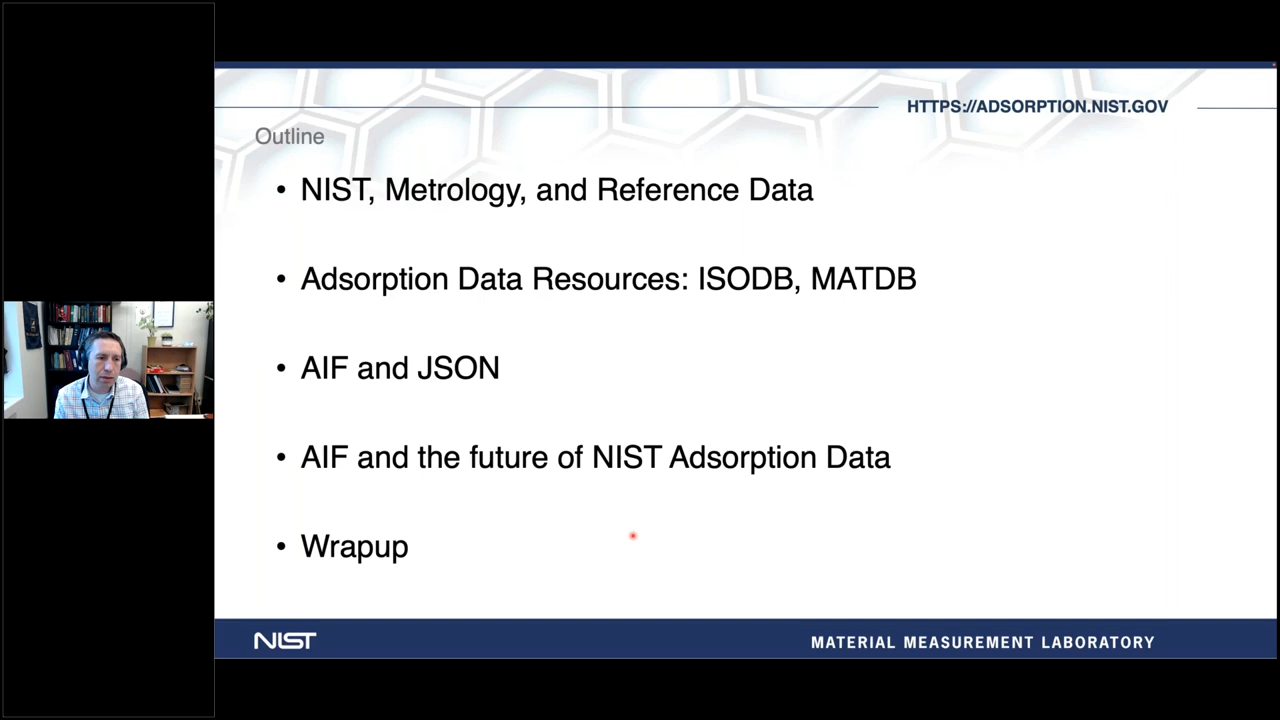 HTTPS://ADSORPTION.NIST.GOV
Outline
• NIST, Metrology, and Reference Data
• Adsorption Data Resources: ISODB, MATDB
• AIF and JSON
• AIF and the future of NIST Adsorption Data
• Wrapup
NIST
MATERIAL MEASUREMENT LABORATORY